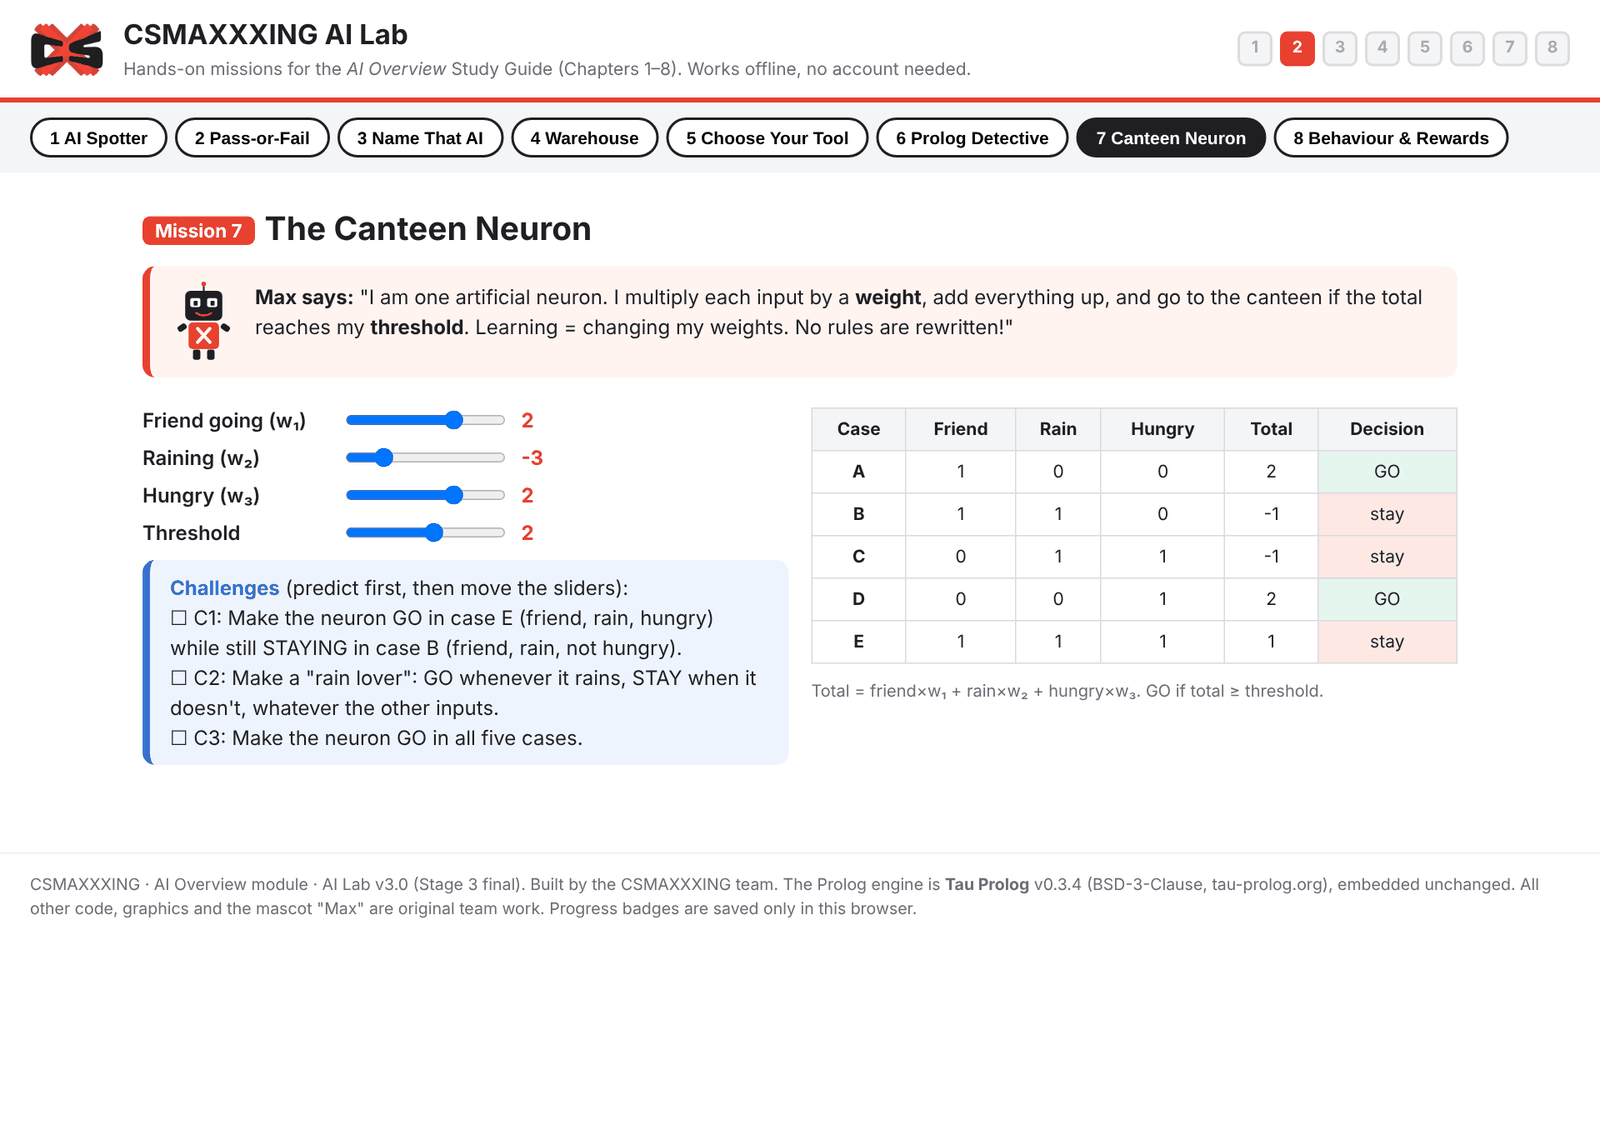 CS
CSMAXXXING AI Lab
Hands-on missions for the AI Overview Study Guide (Chapters 1–8). Works offline, no account needed.
1 2 3 4 5 6 7 8
1 AI Spotter 2 Pass-or-Fail 3 Name That AI 4 Warehouse 5 Choose Your Tool 6 Prolog Detective 7 Canteen Neuron 8 Behaviour & Rewards
Mission 7 The Canteen Neuron
Max says: "I am one artificial neuron. I multiply each input by a weight, add everything up, and go to the canteen if the total
reaches my threshold. Learning = changing my weights. No rules are rewritten!"
Friend going (w₁) 2
Raining (w₂) -3
Hungry (w₃) 2
Threshold 2
Challenges (predict first, then move the sliders):
☐ C1: Make the neuron GO in case E (friend, rain, hungry)
while still STAYING in case B (friend, rain, not hungry).
☐ C2: Make a "rain lover": GO whenever it rains, STAY when it
doesn't, whatever the other inputs.
☐ C3: Make the neuron GO in all five cases.
Case Friend Rain Hungry Total Decision
A 1 0 0 2 GO
B 1 1 0 -1 stay
C 0 1 1 -1 stay
D 0 0 1 2 GO
E 1 1 1 1 stay
Total = friend×w₁ + rain×w₂ + hungry×w₃. GO if total ≥ threshold.
CSMAXXXING · AI Overview module · AI Lab v3.0 (Stage 3 final). Built by the CSMAXXXING team. The Prolog engine is Tau Prolog v0.3.4 (BSD-3-Clause, tau-prolog.org), embedded unchanged. All
other code, graphics and the mascot "Max" are original team work. Progress badges are saved only in this browser.